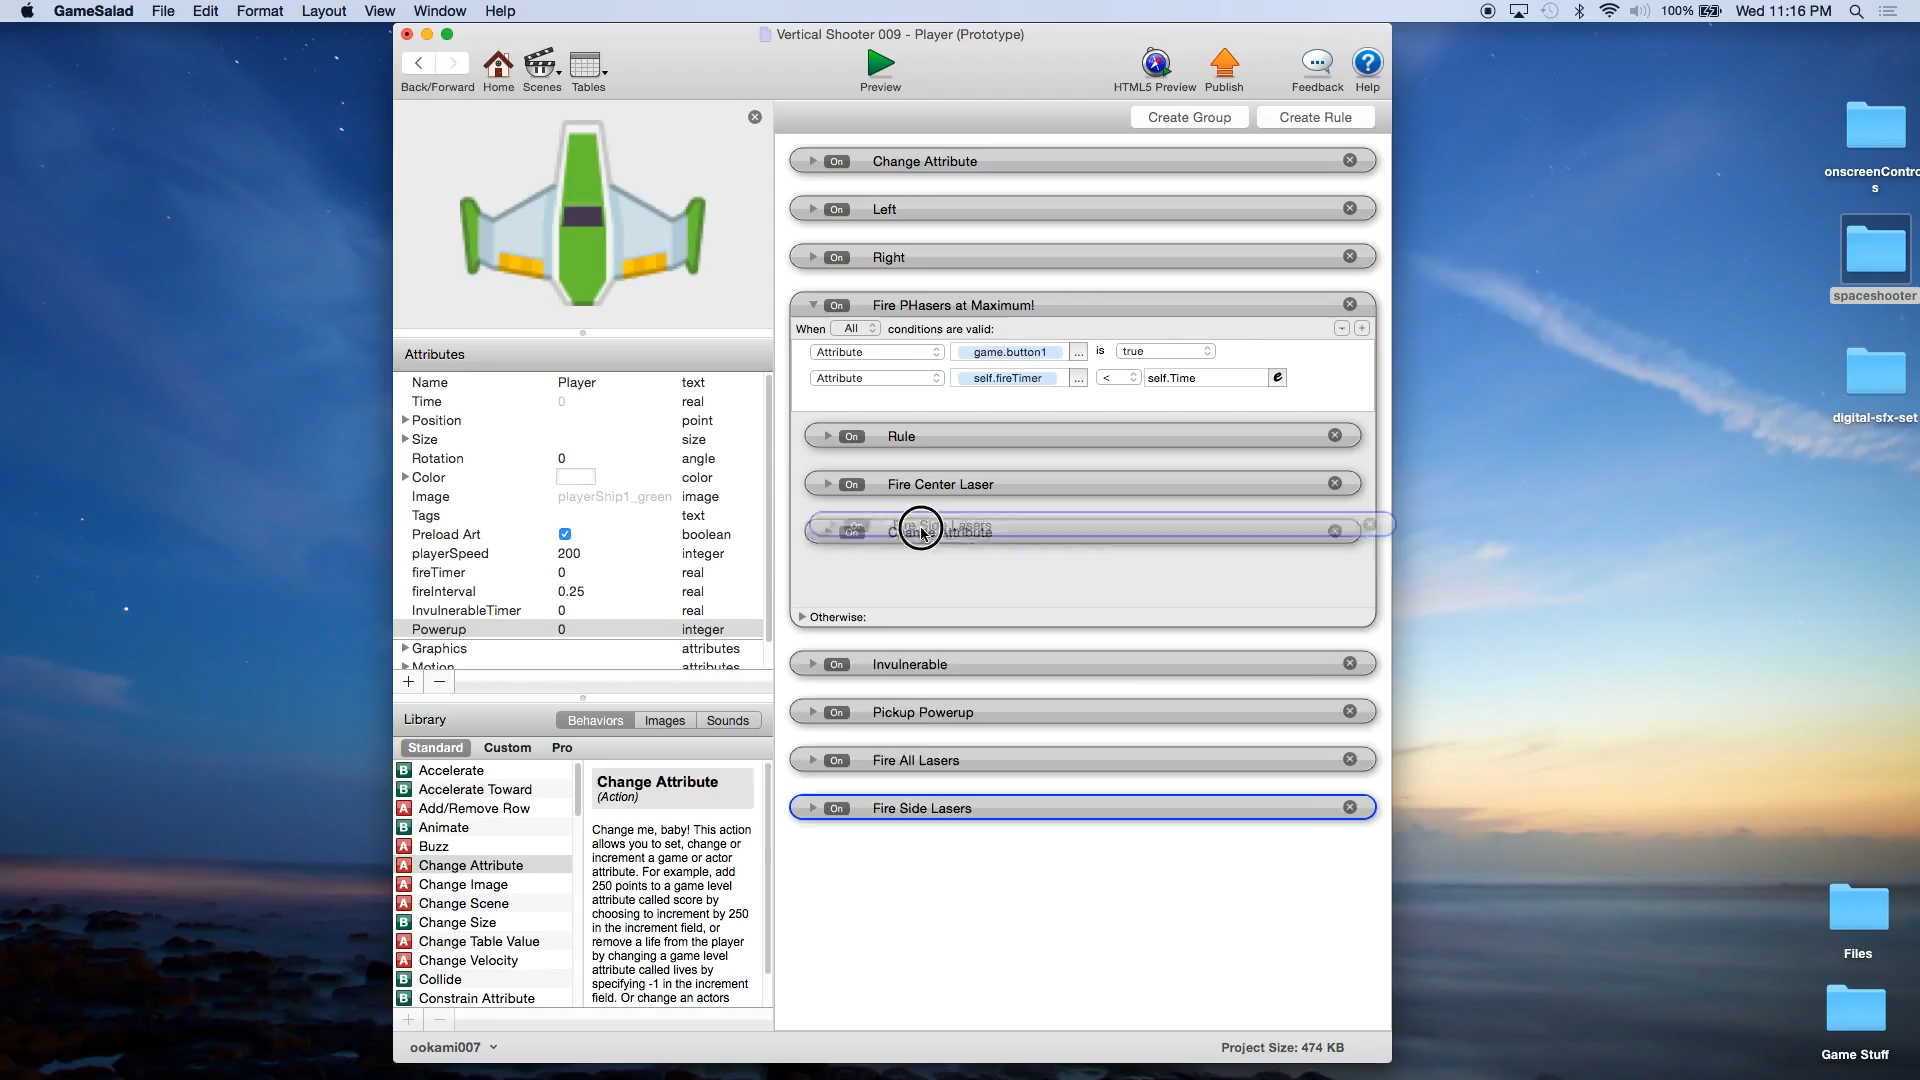 GameSalad File Edit Format Layout View Window Help
100% Wed 11:16 PM
Vertical Shooter 009 - Player (Prototype)
Back/Forward Home Scenes Tables Preview HTML5 Preview Publish Feedback Help
Create Group Create Rule
On Change Attribute
On Left
On Right
On Fire PHasers at Maximum!
When All conditions are valid:
Attribute game.button1 ... is true
Attribute self.fireTimer ... < self.Time e
On Rule
On Fire Center Laser
On Fire Side Lasers
On Change Attribute
Otherwise:
On Invulnerable
On Pickup Powerup
On Fire All Lasers
On Fire Side Lasers
Attributes
Name Player text
Time 0 real
Position point
Size size
Rotation 0 angle
Color color
Image playerShip1_green image
Tags text
Preload Art boolean
playerSpeed 200 integer
fireTimer 0 real
fireInterval 0.25 real
InvulnerableTimer 0 real
Powerup 0 integer
Graphics attributes
Motion attributes
+ −
Library Behaviors Images Sounds
Standard Custom Pro
B Accelerate
B Accelerate Toward
A Add/Remove Row
B Animate
A Buzz
A Change Attribute
A Change Image
A Change Scene
B Change Size
A Change Table Value
A Change Velocity
B Collide
B Constrain Attribute
Change Attribute
(Action)
Change me, baby! This action
allows you to set, change or
increment a game or actor
attribute. For example, add
250 points to a game level
attribute called score by
choosing to increment by 250
in the increment field, or
remove a life from the player
by changing a game level
attribute called lives by
specifying -1 in the increment
field. Or change an actors
+ −
ookami007
Project Size: 474 KB
onscreenContro
s
spaceshooter
digital-sfx-set
Files
Game Stuff